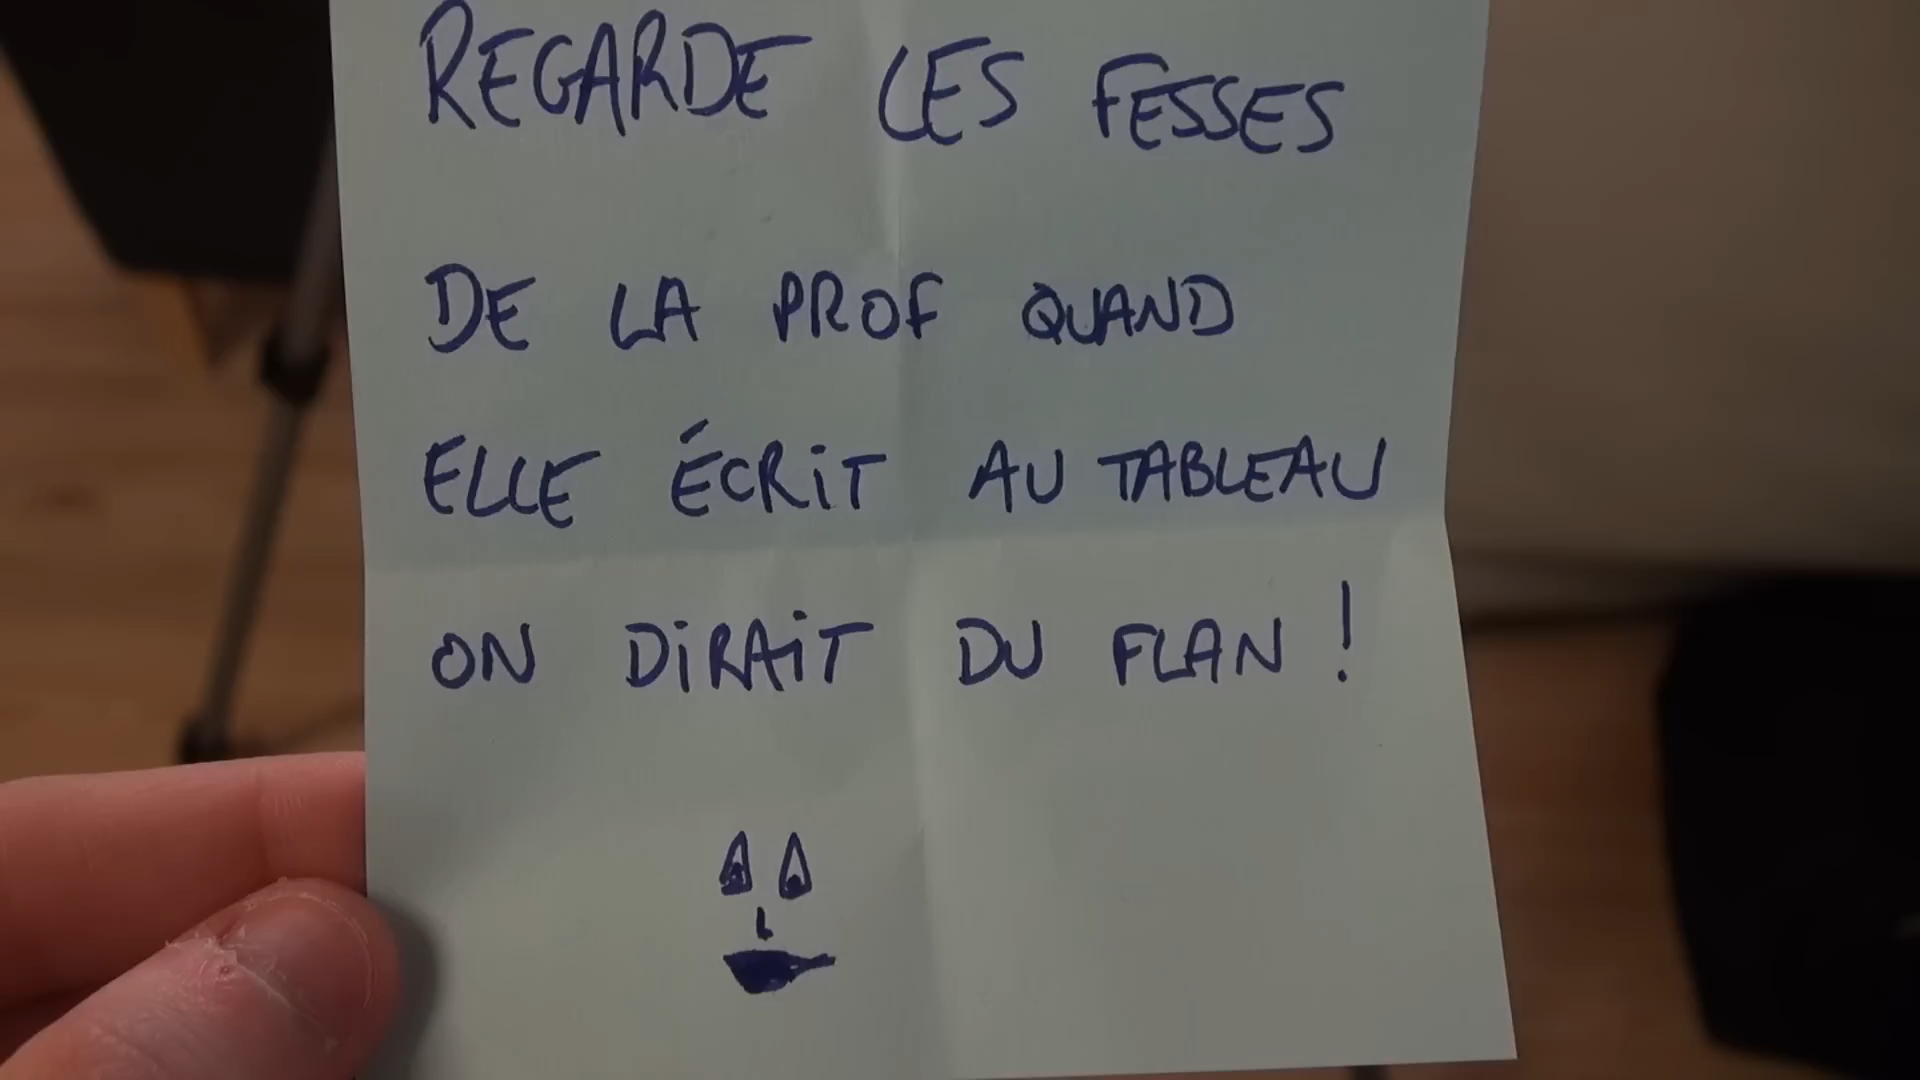 REGARDE LES FESSES
DE LA PROF QUAND
ELLE ÉCRIT AU TABLEAU
ON DIRAIT DU FLAN !